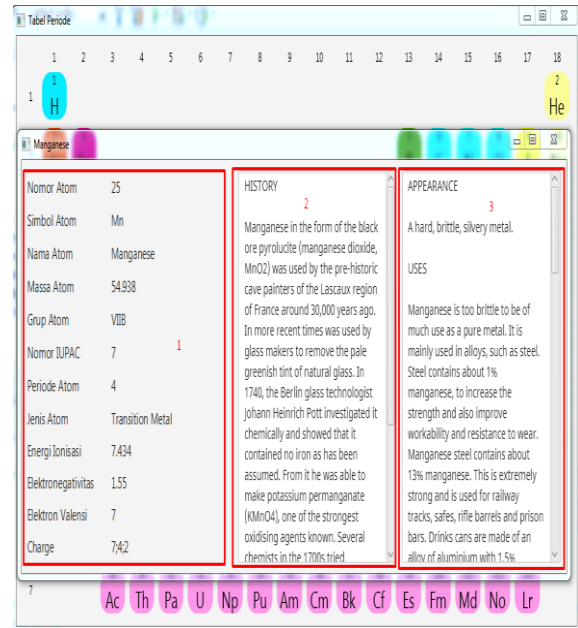 Tabel Periode
1 2 3 4 5 6 7 8 9 10 11 12 13 14 15 16 17 18
1
1
H
2
He
Manganese
Nomor Atom 25
Simbol Atom Mn
Nama Atom Manganese
Massa Atom 54.938
Grup Atom VIIB
Nomor IUPAC 7
1
Periode Atom 4
Jenis Atom Transition Metal
Energi Ionisasi 7.434
Elektronegativitas 1.55
Elektron Valensi 7
Charge 7;4;2
HISTORY
2
Manganese in the form of the black
ore pyrolucite (manganese dioxide,
MnO2) was used by the pre-historic
cave painters of the Lascaux region
of France around 30,000 years ago.
In more recent times was used by
glass makers to remove the pale
greenish tint of natural glass. In
1740, the Berlin glass technologist
Johann Heinrich Pott investigated it
chemically and showed that it
contained no iron as has been
assumed. From it he was able to
make potassium permanganate
(KMnO4), one of the strongest
oxidising agents known. Several
chemists in the 1700s tried
APPEARANCE
3
A hard, brittle, silvery metal.
USES
Manganese is too brittle to be of
much use as a pure metal. It is
mainly used in alloys, such as steel.
Steel contains about 1%
manganese, to increase the
strength and also improve
workability and resistance to wear.
Manganese steel contains about
13% manganese. This is extremely
strong and is used for railway
tracks, safes, rifle barrels and prison
bars. Drinks cans are made of an
alloy of aluminium with 1.5%
7
Ac Th Pa U Np Pu Am Cm Bk Cf Es Fm Md No Lr